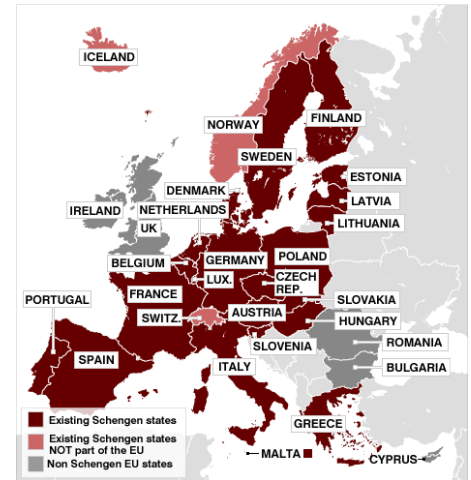 ICELAND
NORWAY
FINLAND
SWEDEN
ESTONIA
DENMARK
LATVIA
IRELAND
NETHERLANDS
LITHUANIA
UK
BELGIUM
GERMANY
POLAND
LUX.
CZECH
REP.
PORTUGAL
FRANCE
SLOVAKIA
SWITZ.
AUSTRIA
HUNGARY
SLOVENIA
ROMANIA
SPAIN
ITALY
BULGARIA
Existing Schengen states
GREECE
Existing Schengen states
NOT part of the EU
MALTA
CYPRUS
Non Schengen EU states